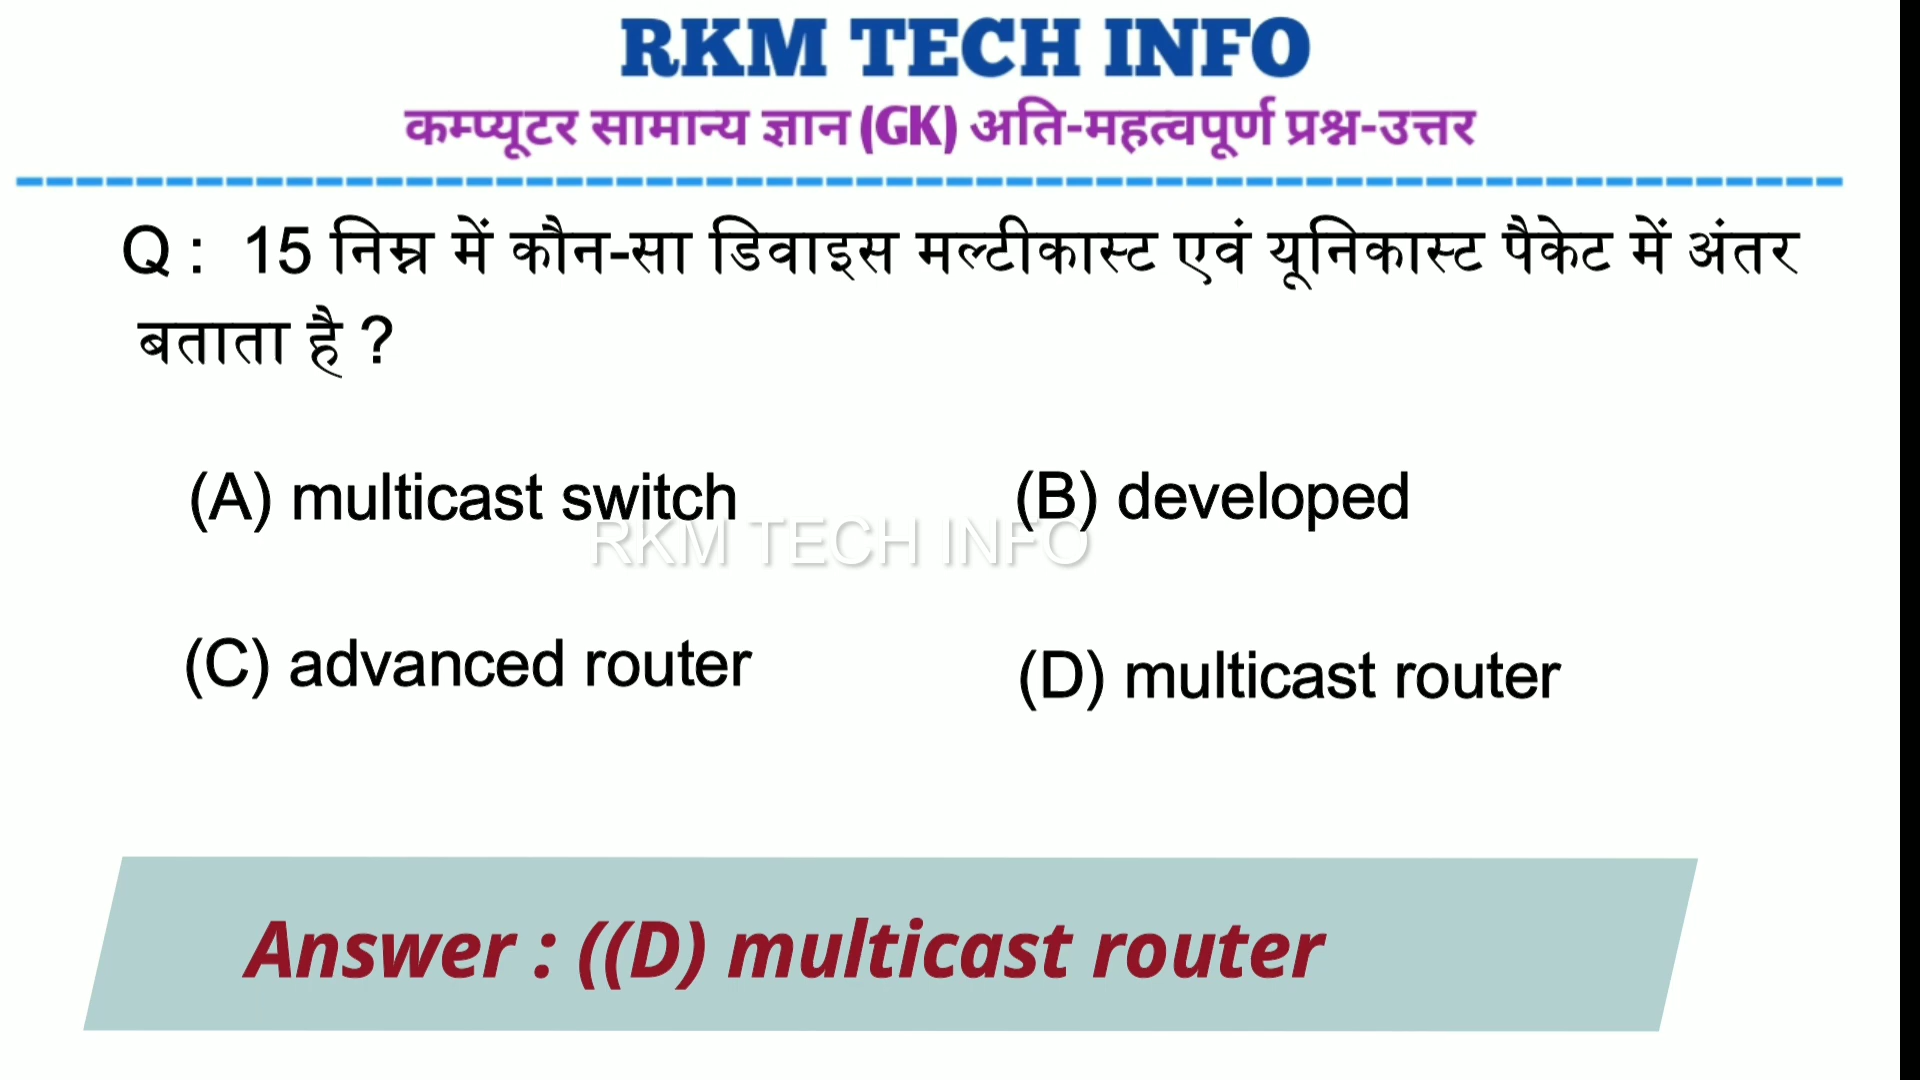 RKM TECH INFO
कम्प्यूटर सामान्य ज्ञान (GK) अति-महत्वपूर्ण प्रश्न-उत्तर
Q : 15 निम्न में कौन-सा डिवाइस मल्टीकास्ट एवं यूनिकास्ट पैकेट में अंतर
बताता है ?
(A) multicast switch (B) developed
RKM TECH INFO
(C) advanced router (D) multicast router
Answer : ((D) multicast router